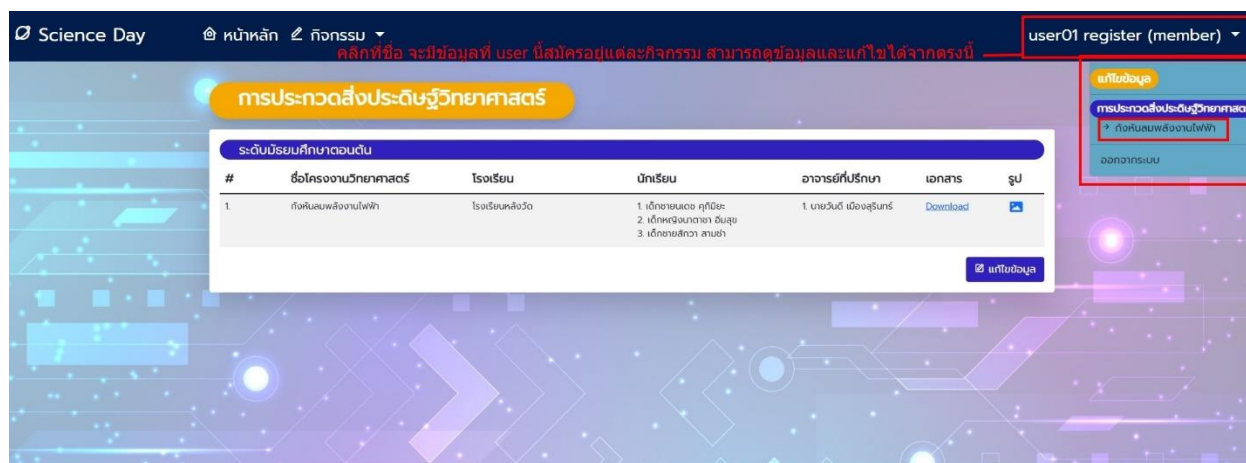 Science Day
หน้าหลัก
กิจกรรม
user01 register (member)
คลิกที่ชื่อ จะมีข้อมูลที่ user นี้สมัครอยู่แต่ละกิจกรรม สามารถดูข้อมูลและแก้ไขได้จากตรงนี้
แก้ไขข้อมูล
การประกวดสิ่งประดิษฐ์วิทยาศาสต
→ กังหันลมพลังงานไฟฟ้า
ออกจากระบบ
การประกวดสิ่งประดิษฐ์วิทยาศาสตร์
ระดับมัธยมศึกษาตอนต้น
# ชื่อโครงงานวิทยาศาสตร์ โรงเรียน นักเรียน อาจารย์ที่ปรึกษา เอกสาร รูป
1. กังหันลมพลังงานไฟฟ้า โรงเรียนหลังวัด 1. เด็กชายนเดช คุกิมิยะ 1. นายวันดี เมืองสุรินทร์ Download
2. เด็กหญิงนาตาชา อิ่มสุข
3. เด็กชายสักวา สามช่า
แก้ไขข้อมูล